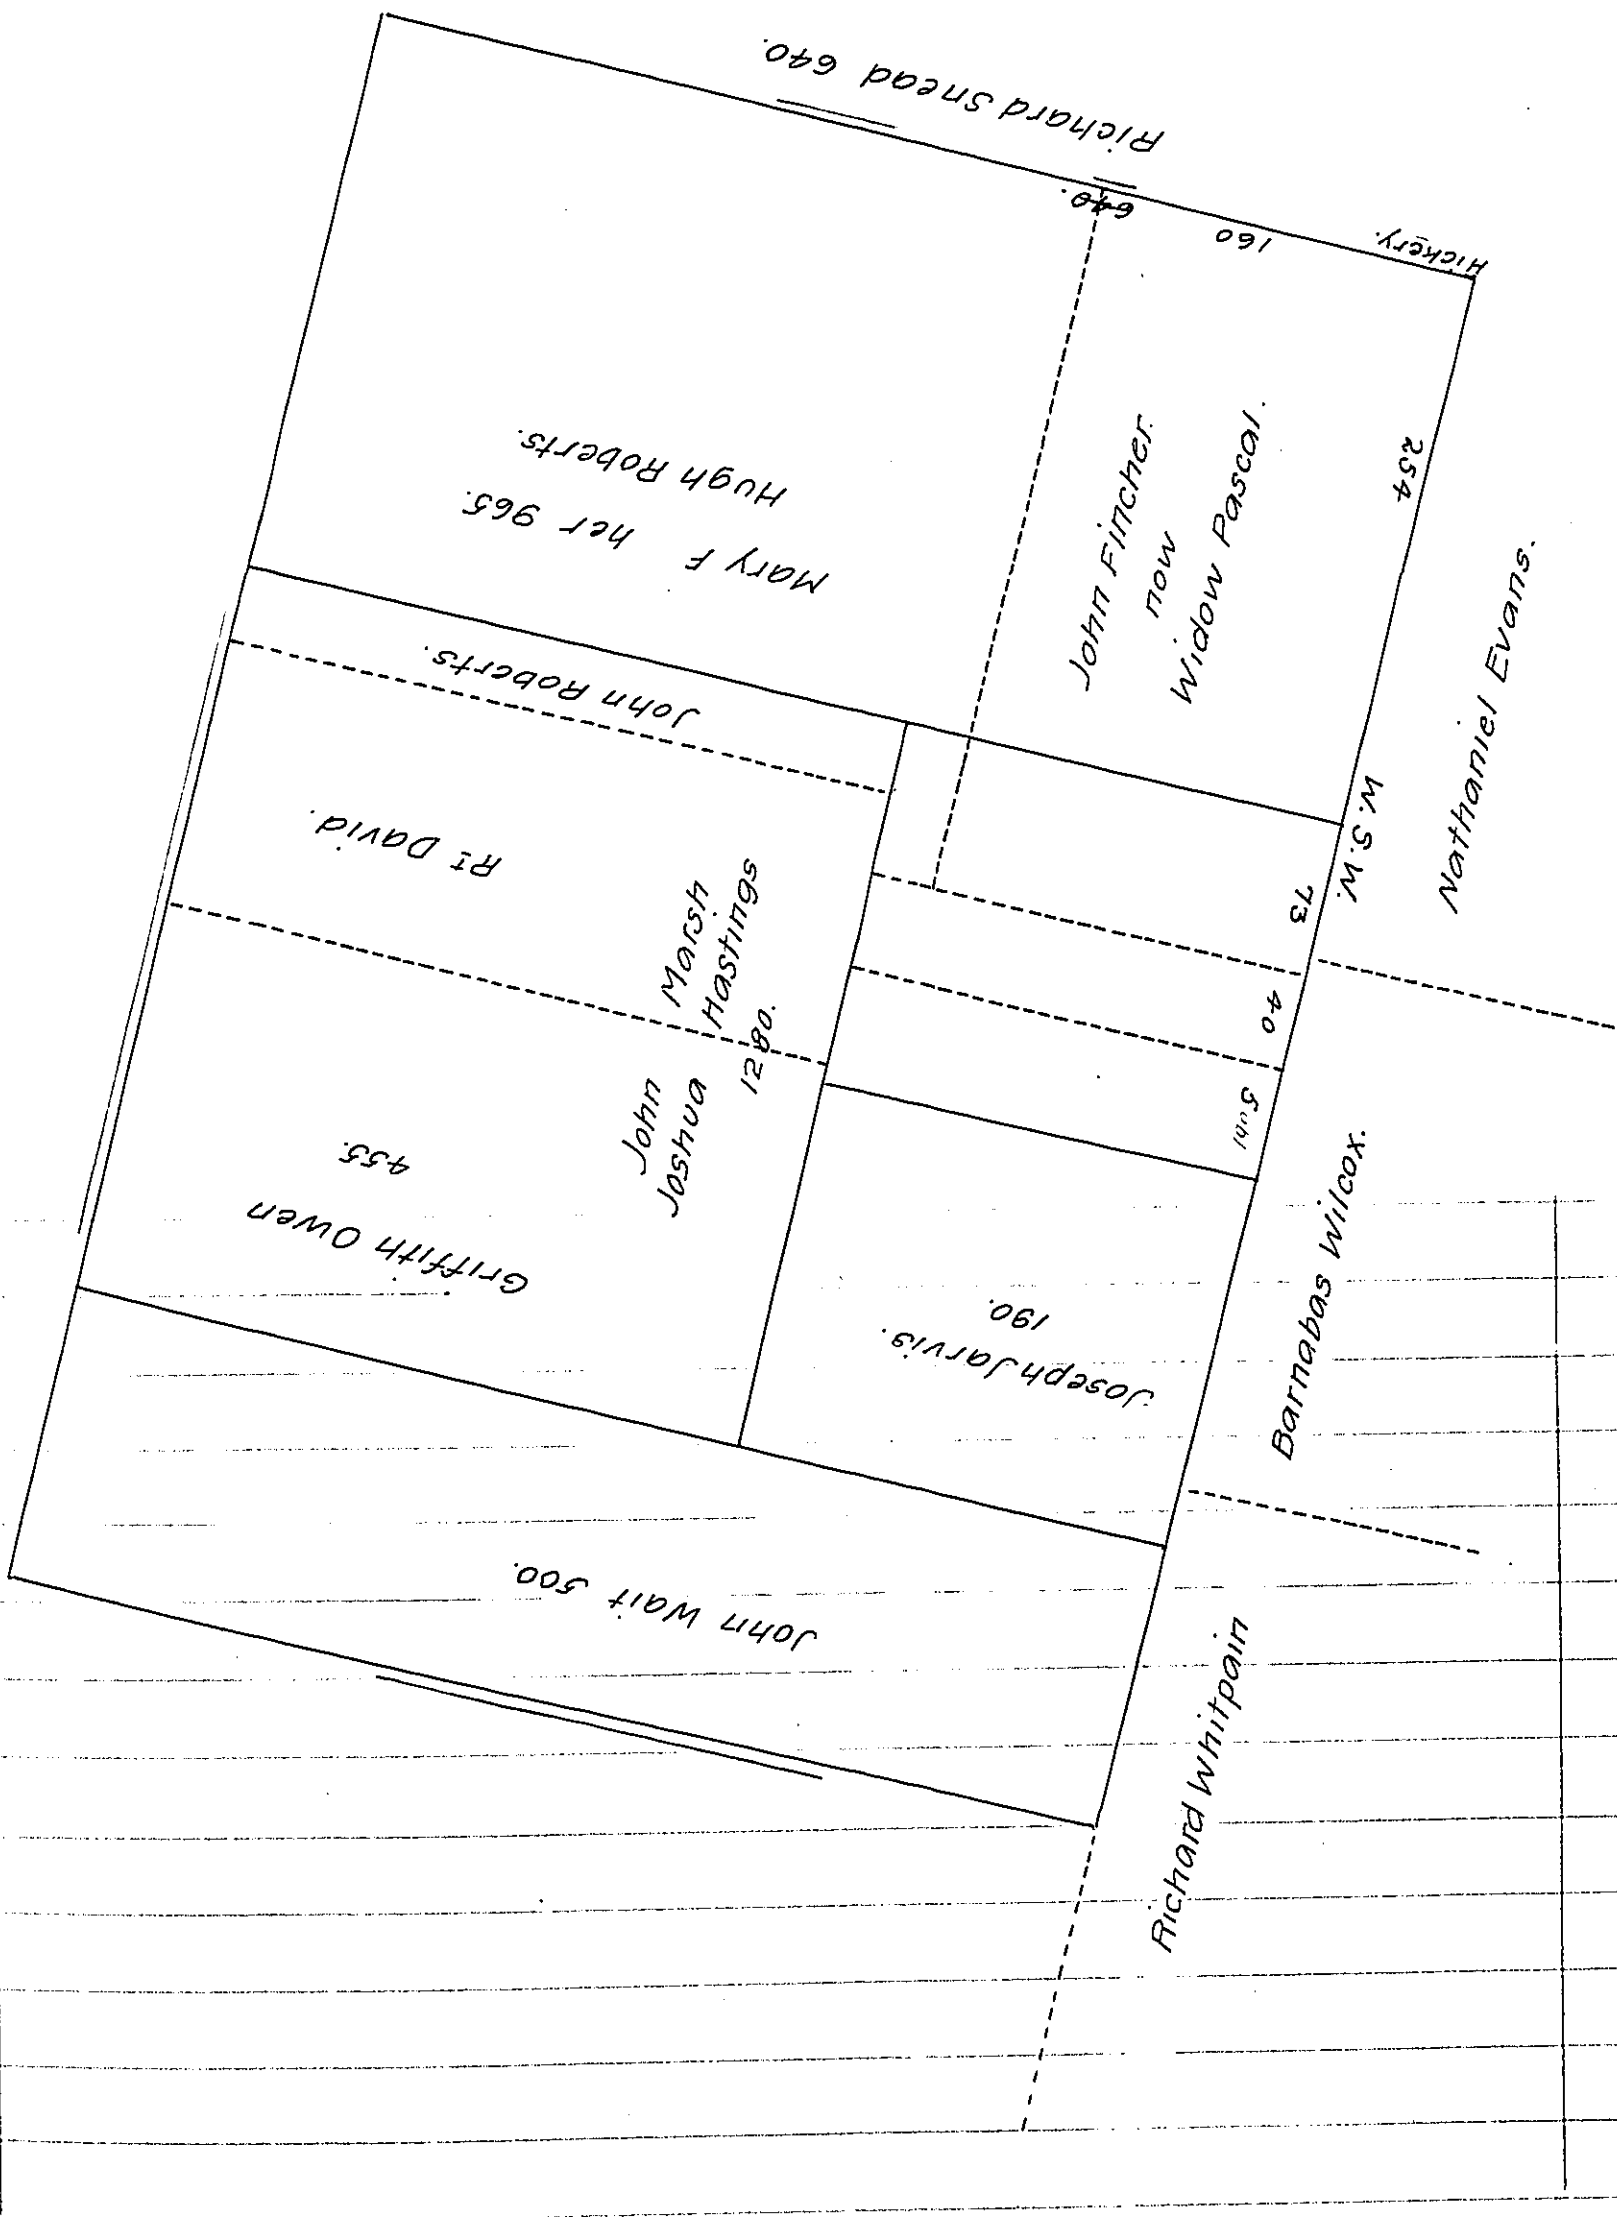 Richard Snead 640.
640.
160
Hickery.
Hugh Roberts.
Mary F her 965.
John Fincher.
now
Widow Pascal.
254
Nathaniel Evans.
W. S. W.
John Roberts.
Rt David.
73
40
John Marsh
Joshua Hastings
1280.
455.
Griffith Owen
190.
Joseph Jarvis.
Barnabas Wilcox.
John Wait 500.
Richard Whitpain